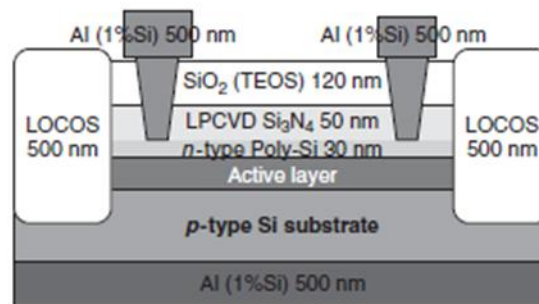 Al (1%Si) 500 nm
Al (1%Si) 500 nm
SiO2 (TEOS) 120 nm
LOCOS
500 nm
LPCVD Si3N4 50 nm
n-type Poly-Si 30 nm
LOCOS
500 nm
Active layer
p-type Si substrate
Al (1%Si) 500 nm